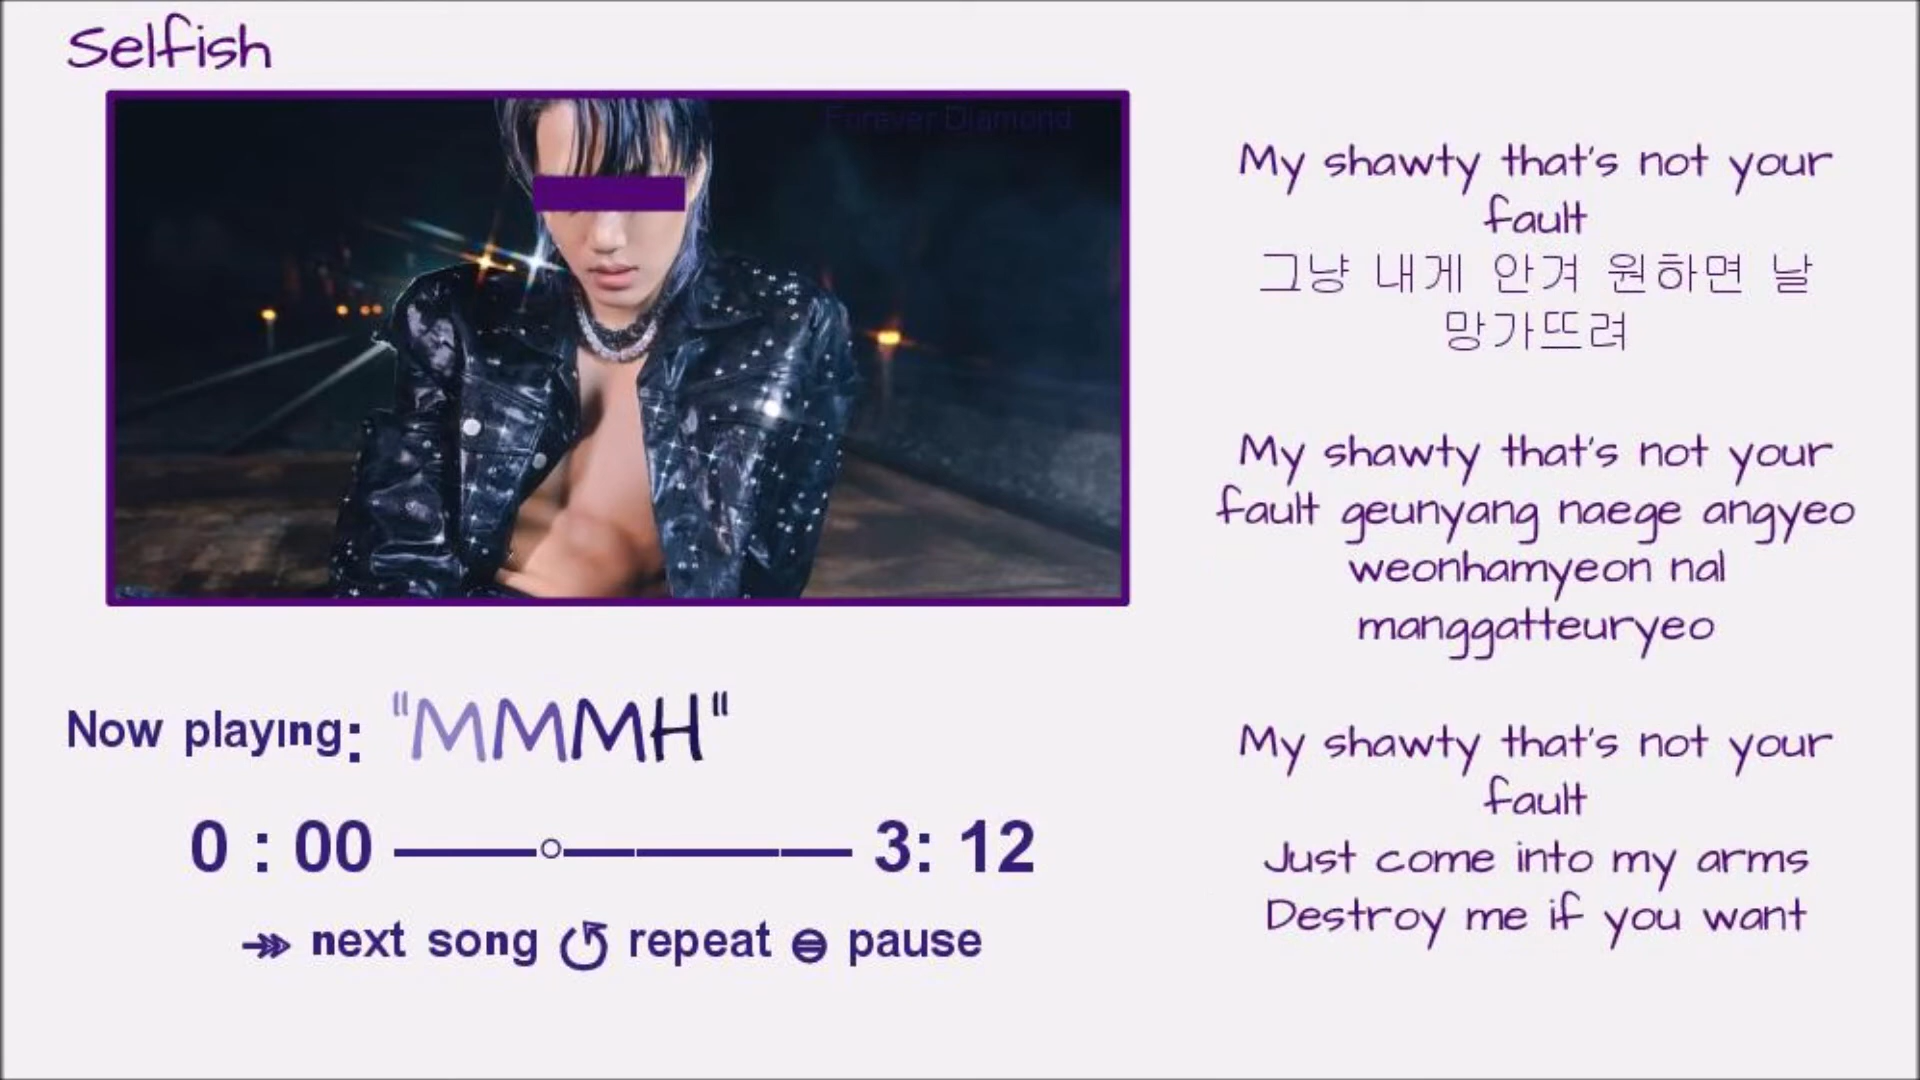 Selfish
Forever Diamond
My shawty that's not your
fault
그냥 내게 안겨 원하면 날
망가뜨려
My shawty that's not your
fault geunyang naege angyeo
weonhamyeon nal
manggatteuryeo
My shawty that's not your
fault
Just come into my arms
Destroy me if you want
Now playing: "MMMH"
0 : 00 3: 12
↠ next song ↺ repeat ⊖ pause